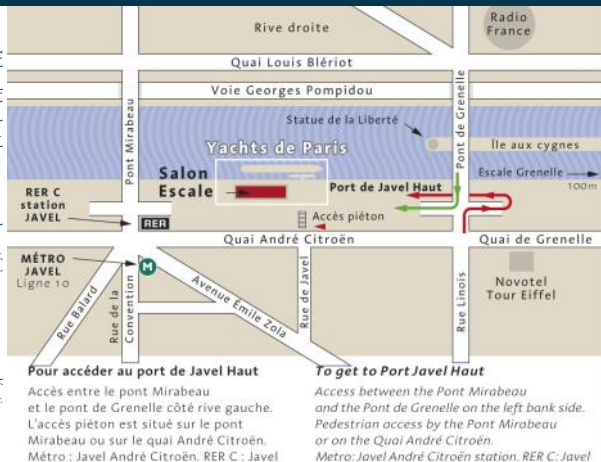 Rive droite
Radio
France
Quai Louis Blériot
Voie Georges Pompidou
Pont Mirabeau
Pont de Grenelle
Statue de la Liberté
Île aux cygnes
Yachts de Paris
Salon
Escale
Port de Javel Haut
Escale Grenelle
100m
RER C
station
JAVEL
RER
Accès piéton
Quai André Citroën
Quai de Grenelle
MÉTRO
JAVEL
Ligne 10
M
Rue Balard
Rue de la
Convention
Avenue Émile Zola
Rue de Javel
Rue Linois
Novotel
Tour Eiffel
Pour accéder au port de Javel Haut
Accès entre le pont Mirabeau
et le pont de Grenelle côté rive gauche.
L'accès piéton est situé sur le pont
Mirabeau ou sur le quai André Citroën.
Métro : Javel André Citroën. RER C : Javel
To get to Port Javel Haut
Access between the Pont Mirabeau
and the Pont de Grenelle on the left bank side.
Pedestrian access by the Pont Mirabeau
or on the Quai André Citroën.
Metro: Javel André Citroën station. RER C: Javel